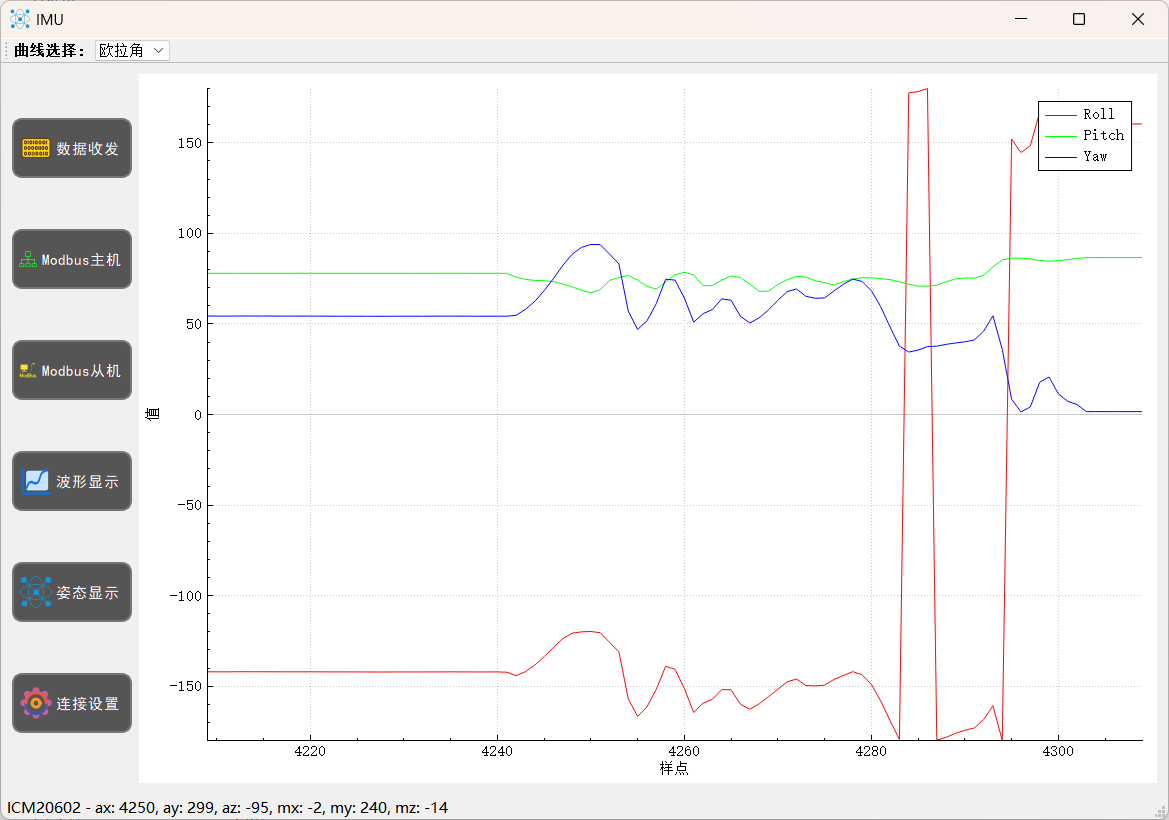 IMU
曲线选择： 欧拉角
数据收发
Modbus主机
Modbus从机
波形显示
姿态显示
连接设置
Roll
Pitch
Yaw
150
100
50
0
-50
-100
-150
值
4220 4240 4260 4280 4300
样点
ICM20602 - ax: 4250, ay: 299, az: -95, mx: -2, my: 240, mz: -14